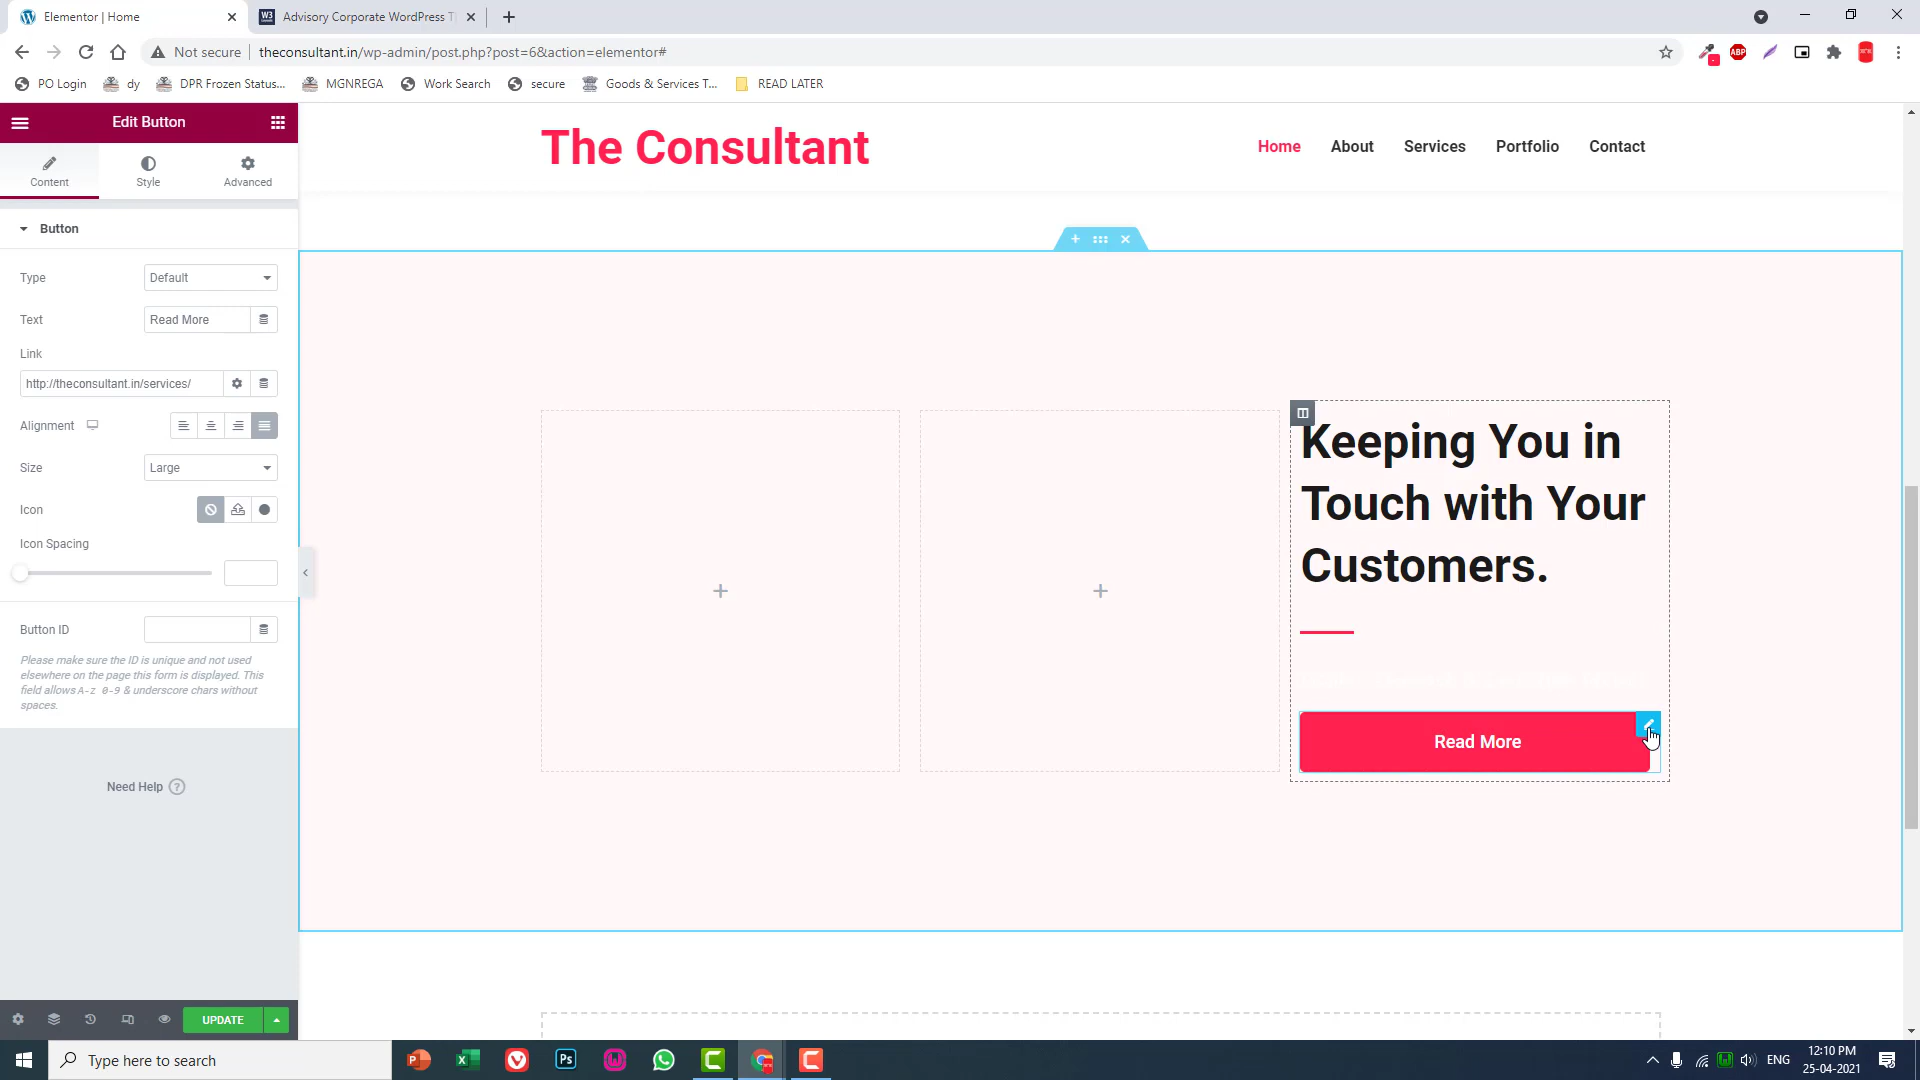 Elementor | Home
Advisory Corporate WordPress T
Not secure
theconsultant.in/wp-admin/post.php?post=6&action=elementor#
PO Login
dy
DPR Frozen Status...
MGNREGA
Work Search
secure
Goods & Services T...
READ LATER
Edit Button
Content
Style
Advanced
Button
Type
Default
Text
Read More
Link
http://theconsultant.in/services/
Alignment
Size
Large
Icon
Icon Spacing
Button ID
Please make sure the ID is unique and not used
elsewhere on the page this form is displayed. This
field allows A-z 0-9 & underscore chars without
spaces.
Need Help
UPDATE
The Consultant
Home
About
Services
Portfolio
Contact
Keeping You in
Touch with Your
Customers.
Read More
Type here to search
ENG
12:10 PM
25-04-2021